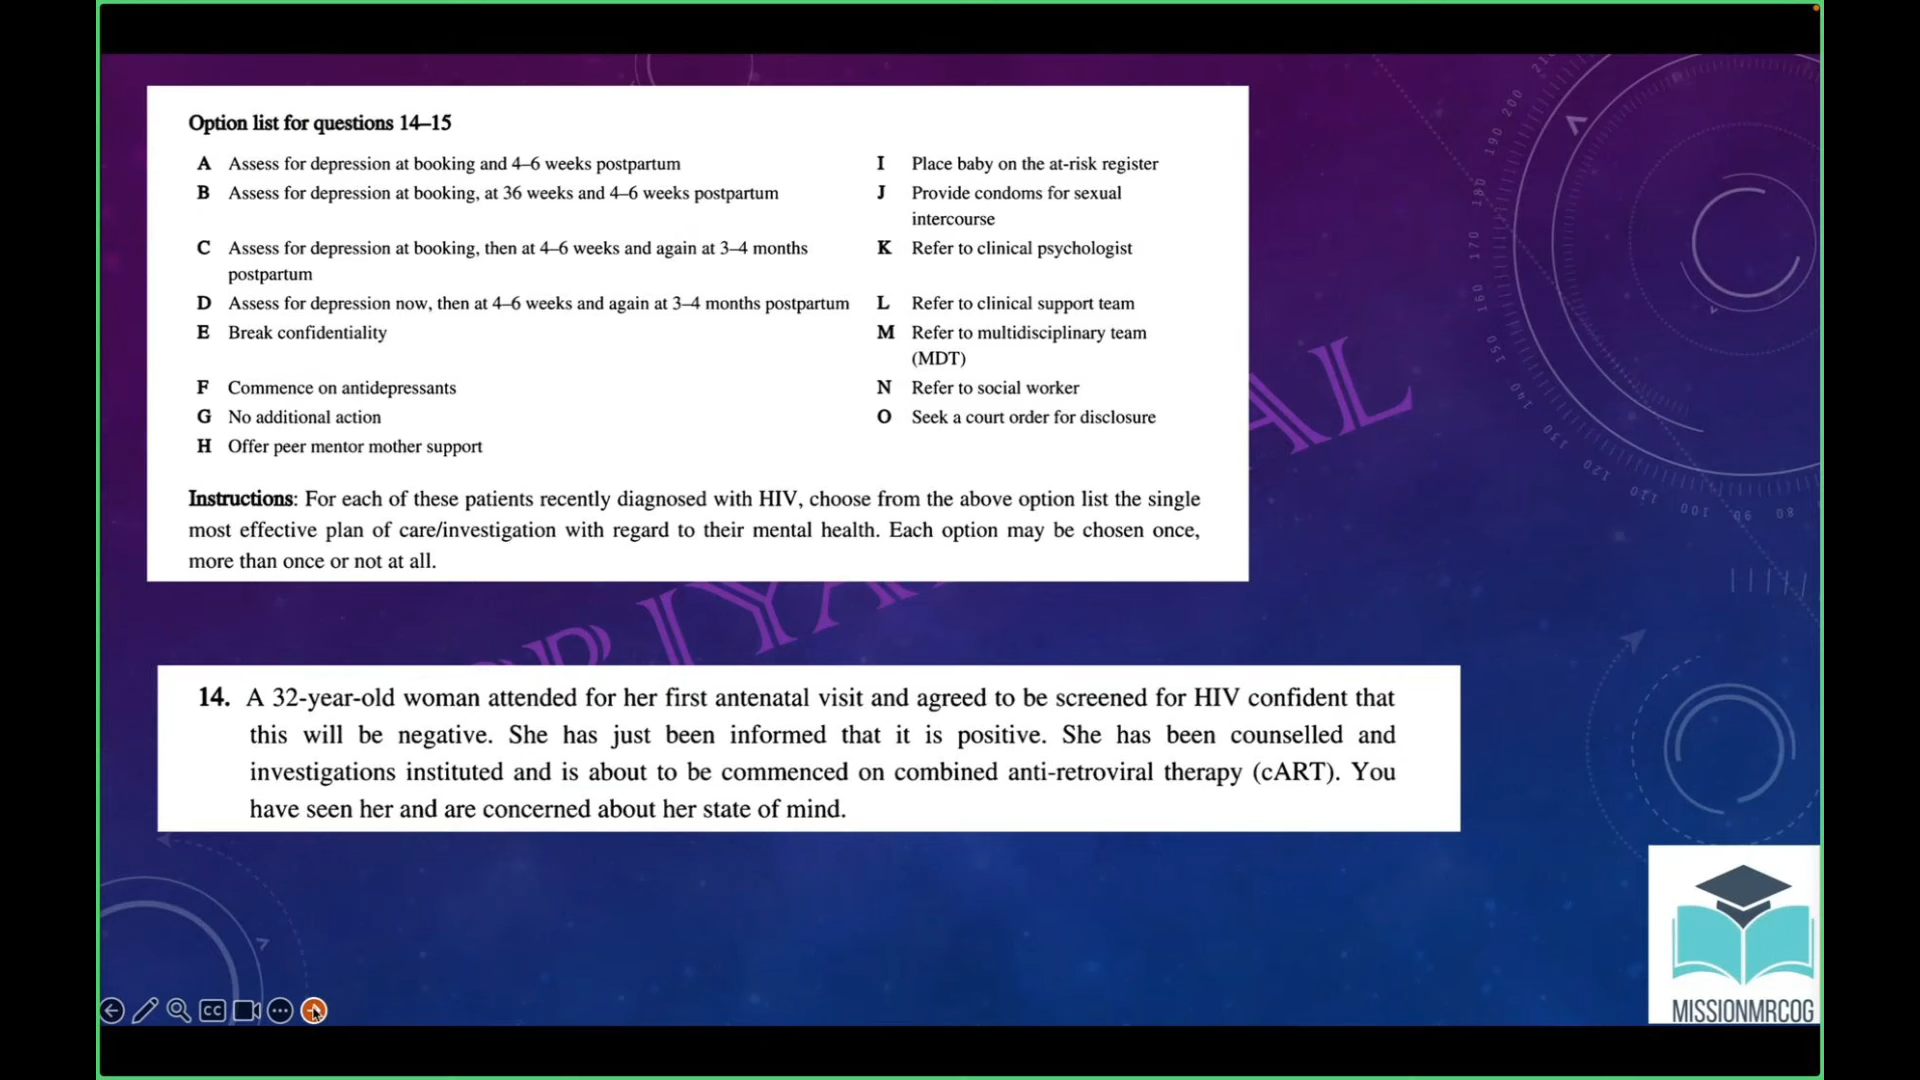 Option list for questions 14–15
A Assess for depression at booking and 4–6 weeks postpartum
B Assess for depression at booking, at 36 weeks and 4–6 weeks postpartum
C Assess for depression at booking, then at 4–6 weeks and again at 3–4 months
postpartum
D Assess for depression now, then at 4–6 weeks and again at 3–4 months postpartum
E Break confidentiality
F Commence on antidepressants
G No additional action
H Offer peer mentor mother support
I Place baby on the at-risk register
J Provide condoms for sexual
intercourse
K Refer to clinical psychologist
L Refer to clinical support team
M Refer to multidisciplinary team
(MDT)
N Refer to social worker
O Seek a court order for disclosure
Instructions: For each of these patients recently diagnosed with HIV, choose from the above option list the single
most effective plan of care/investigation with regard to their mental health. Each option may be chosen once,
more than once or not at all.
14. A 32-year-old woman attended for her first antenatal visit and agreed to be screened for HIV confident that
this will be negative. She has just been informed that it is positive. She has been counselled and
investigations instituted and is about to be commenced on combined anti-retroviral therapy (cART). You
have seen her and are concerned about her state of mind.
MISSIONMRCOG
CC